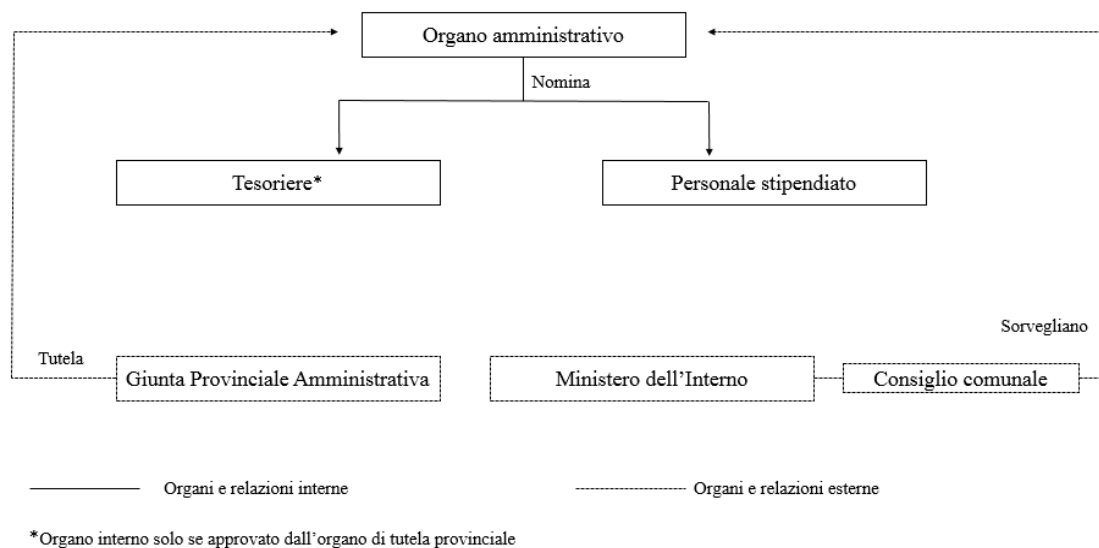 Organo amministrativo
Nomina
Tesoriere*
Personale stipendiato
Sorvegliano
Tutela
Giunta Provinciale Amministrativa
Ministero dell’Interno
Consiglio comunale
Organi e relazioni interne
Organi e relazioni esterne
*Organo interno solo se approvato dall’organo di tutela provinciale